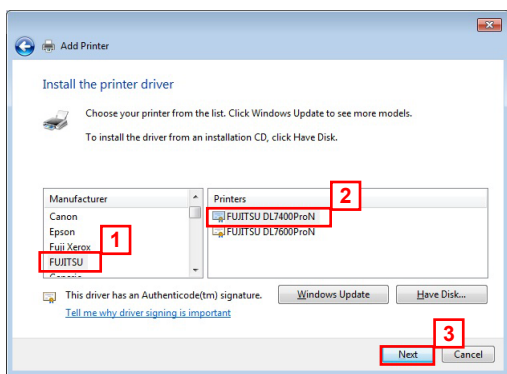 Add Printer
Install the printer driver
Choose your printer from the list. Click Windows Update to see more models.
To install the driver from an installation CD, click Have Disk.
Manufacturer
Canon
Epson
Fuji Xerox
FUJITSU
Generic
1
Printers
2
FUJITSU DL7400ProN
FUJITSU DL7600ProN
This driver has an Authenticode(tm) signature.
Tell me why driver signing is important
Windows Update
Have Disk...
3
Next
Cancel